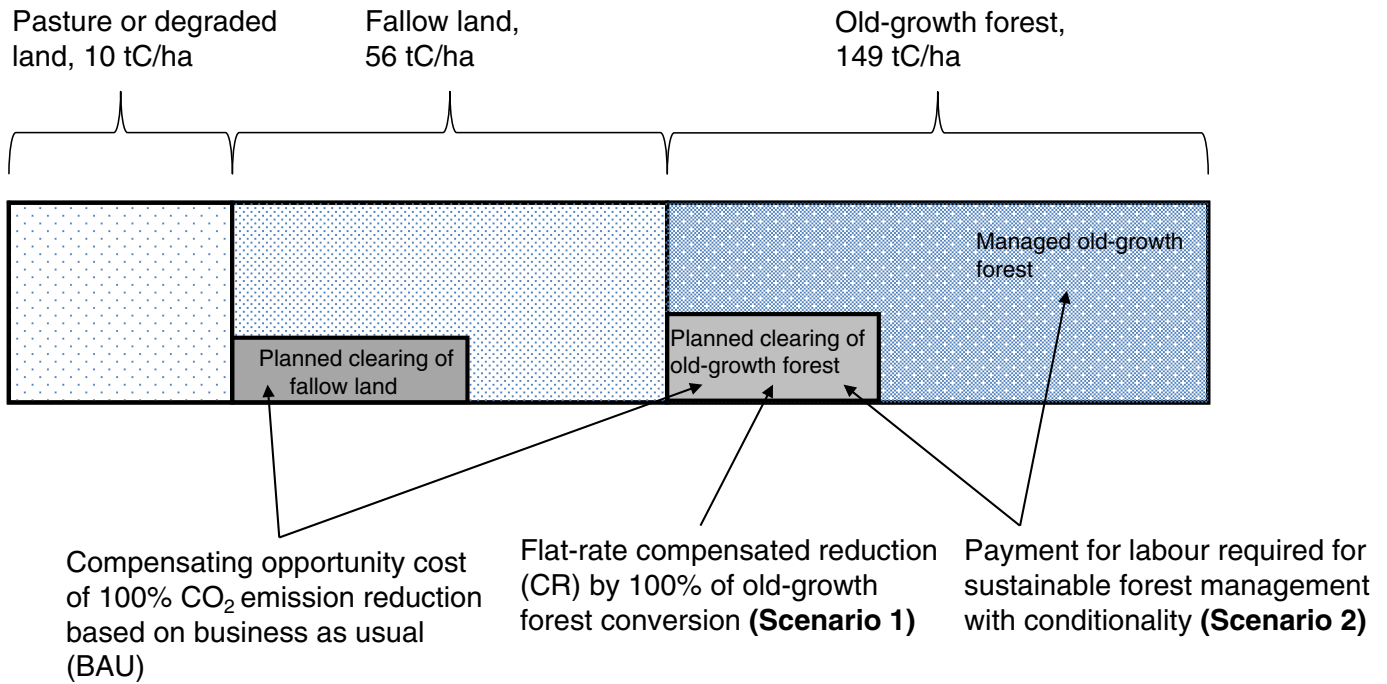 Pasture or degraded
land, 10 tC/ha
Fallow land,
56 tC/ha
Old-growth forest,
149 tC/ha
Managed old-growth
forest
Planned clearing of
fallow land
Planned clearing of
old-growth forest
Compensating opportunity cost
of 100% CO₂ emission reduction
based on business as usual
(BAU)
Flat-rate compensated reduction
(CR) by 100% of old-growth
forest conversion (Scenario 1)
Payment for labour required for
sustainable forest management
with conditionality (Scenario 2)